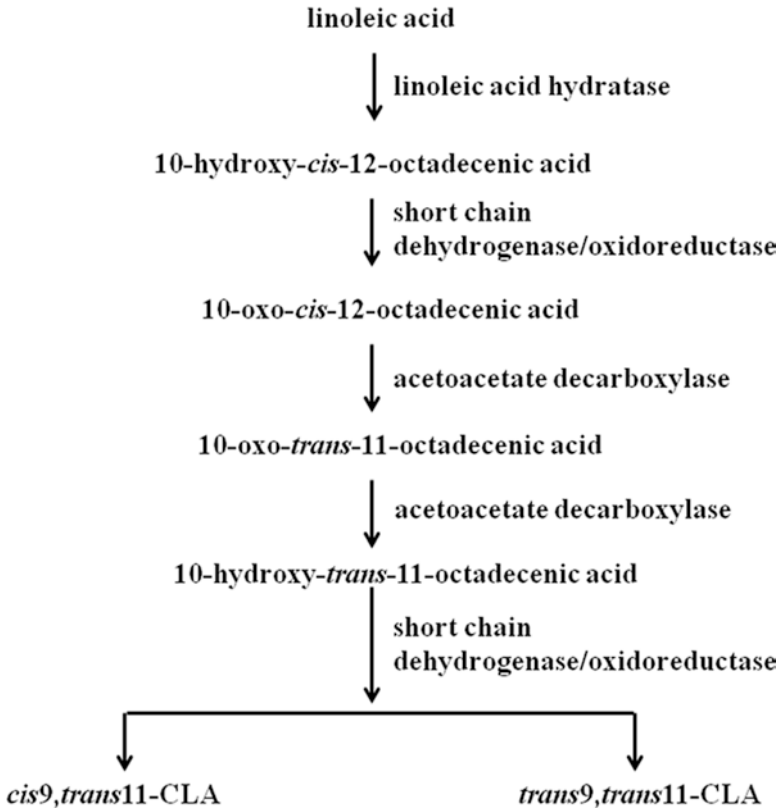 linoleic acid
linoleic acid hydratase
10-hydroxy-cis-12-octadecenic acid
short chain
dehydrogenase/oxidoreductase
10-oxo-cis-12-octadecenic acid
acetoacetate decarboxylase
10-oxo-trans-11-octadecenic acid
acetoacetate decarboxylase
10-hydroxy-trans-11-octadecenic acid
short chain
dehydrogenase/oxidoreductase
cis9,trans11-CLA
trans9,trans11-CLA